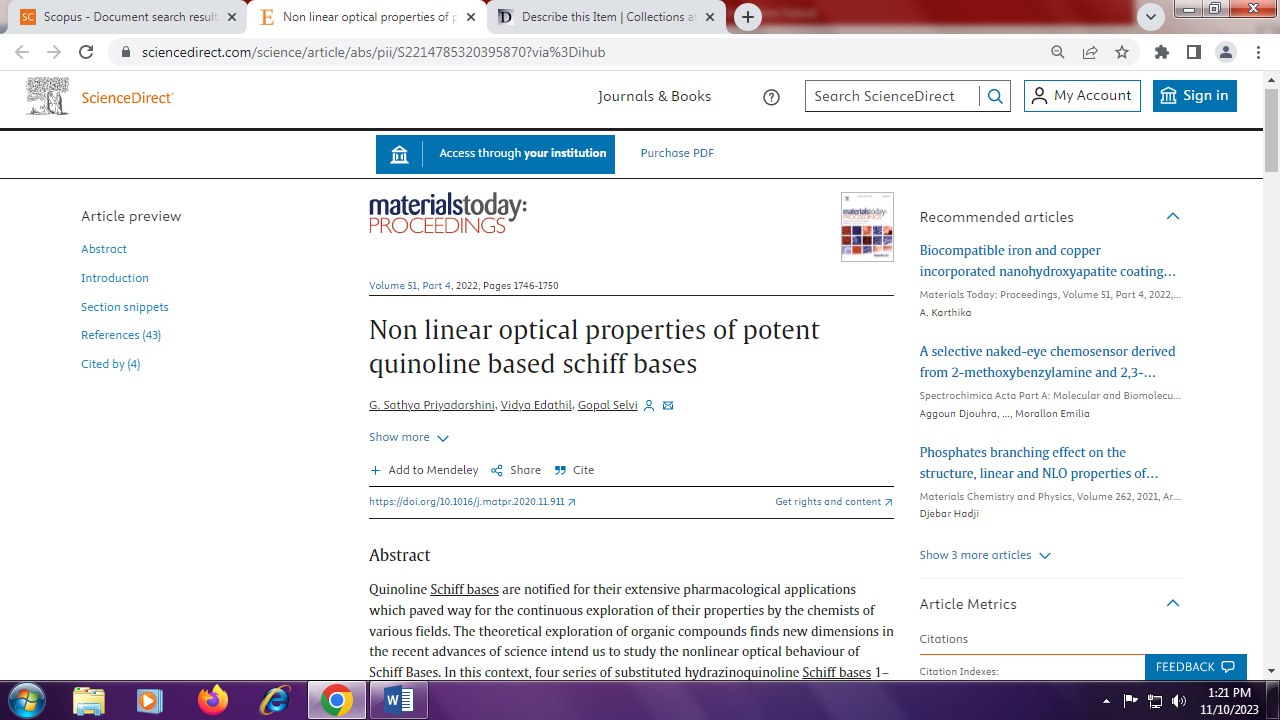 Scopus - Document search result
Non linear optical properties of p
Describe this Item | Collections at
sciencedirect.com/science/article/abs/pii/S2214785320395870?via%3Dihub
ScienceDirect
Journals & Books
Search ScienceDirect
My Account
Sign in
Access through your institution
Purchase PDF
Article preview
Abstract
Introduction
Section snippets
References (43)
Cited by (4)
materialstoday:
PROCEEDINGS
Volume 51, Part 4, 2022, Pages 1746-1750
Non linear optical properties of potent
quinoline based schiff bases
G. Sathya Priyadarshini, Vidya Edathil, Gopal Selvi
Show more
Add to Mendeley
Share
Cite
https://doi.org/10.1016/j.matpr.2020.11.911
Get rights and content
Abstract
Quinoline Schiff bases are notified for their extensive pharmacological applications
which paved way for the continuous exploration of their properties by the chemists of
various fields. The theoretical exploration of organic compounds finds new dimensions in
the recent advances of science intend us to study the nonlinear optical behaviour of
Schiff Bases. In this context, four series of substituted hydrazinoquinoline Schiff bases 1–
materialstoday:
PROCEEDINGS
Recommended articles
Biocompatible iron and copper
incorporated nanohydroxyapatite coating…
Materials Today: Proceedings, Volume 51, Part 4, 2022,...
A. Karthika
A selective naked-eye chemosensor derived
from 2-methoxybenzylamine and 2,3-…
Spectrochimica Acta Part A: Molecular and Biomolecu...
Aggoun Djouhra, …, Morallon Emilia
Phosphates branching effect on the
structure, linear and NLO properties of…
Materials Chemistry and Physics, Volume 262, 2021, Ar...
Djebar Hadji
Show 3 more articles
Article Metrics
Citations
Citation Indexes:
FEEDBACK
1:21 PM
11/10/2023